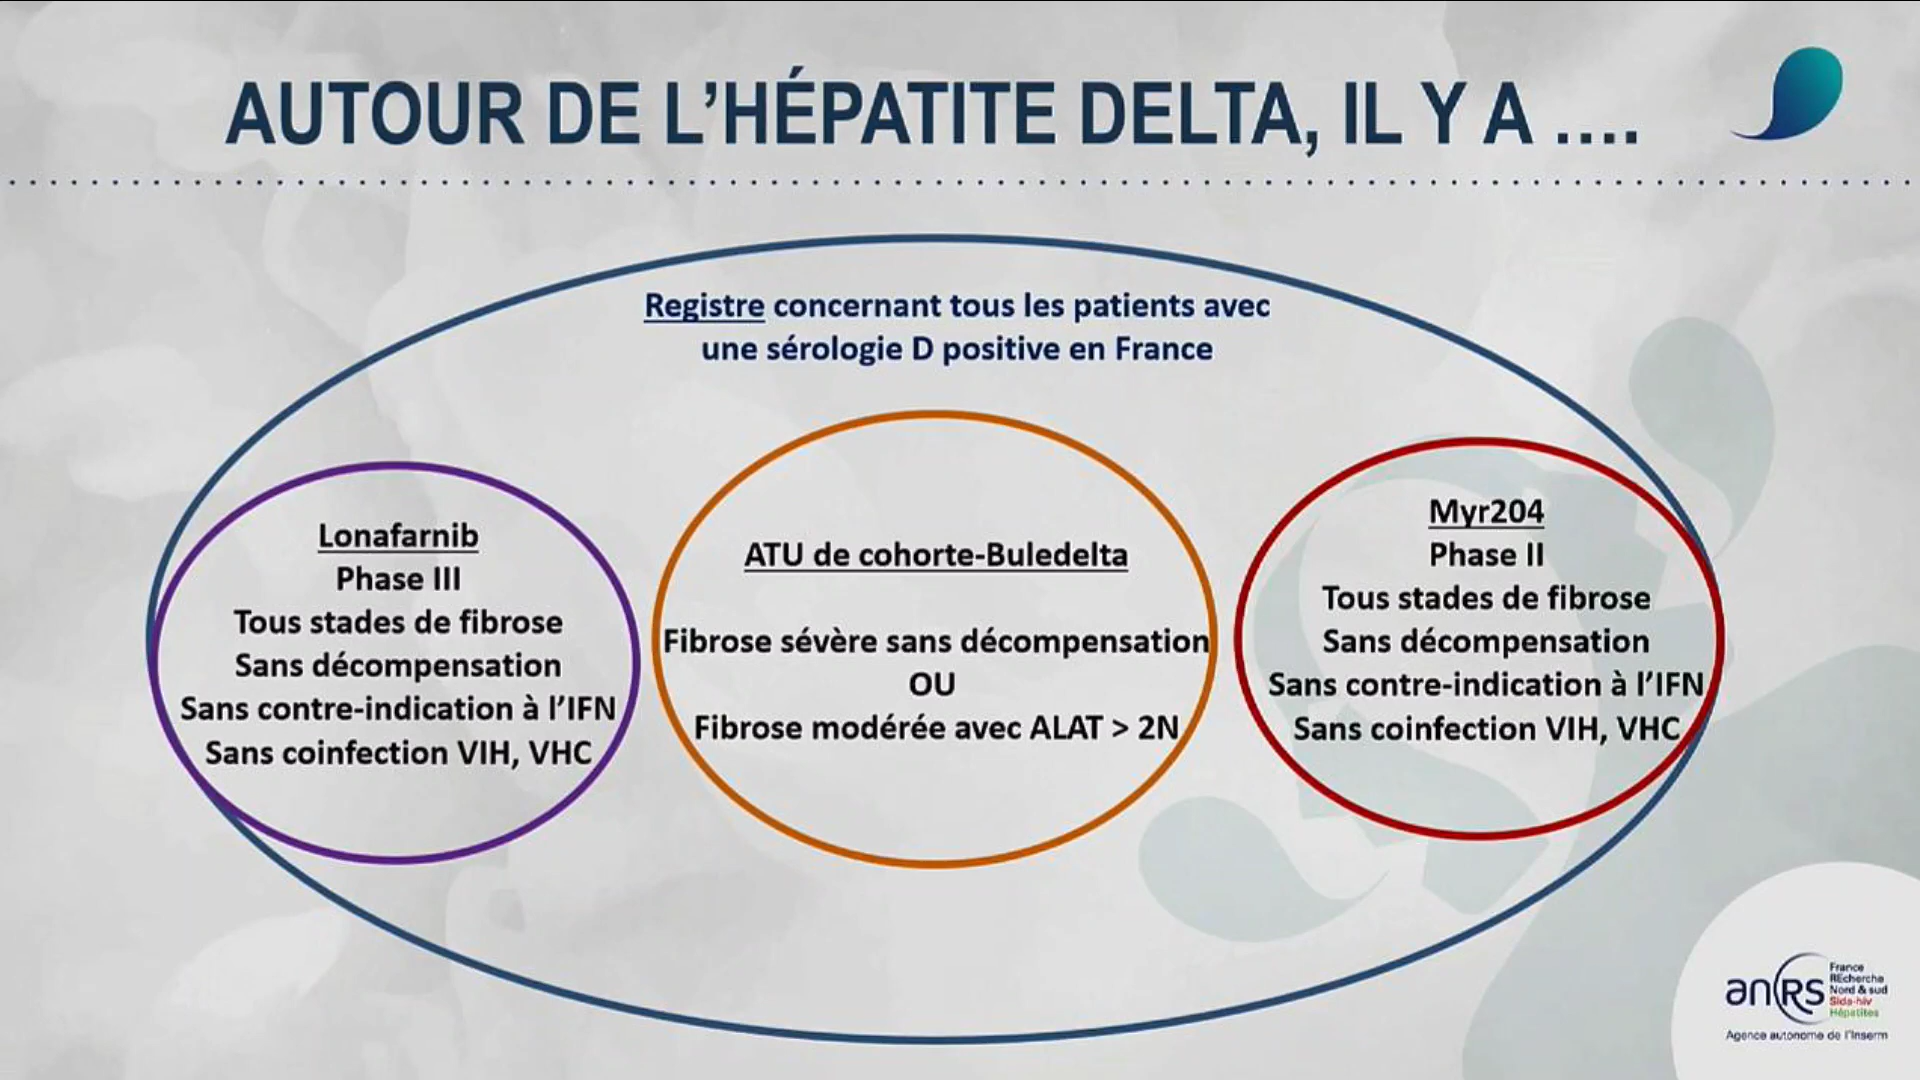 AUTOUR DE L'HÉPATITE DELTA, IL Y A ....
Registre concernant tous les patients avec
une sérologie D positive en France
Lonafarnib
Phase III
Tous stades de fibrose
Sans décompensation
Sans contre-indication à l'IFN
Sans coinfection VIH, VHC
ATU de cohorte-Buledelta
Fibrose sévère sans décompensation
OU
Fibrose modérée avec ALAT > 2N
Myr204
Phase II
Tous stades de fibrose
Sans décompensation
Sans contre-indication à l'IFN
Sans coinfection VIH, VHC
anRS
France
REcherche
Nord & sud
Sida-hiv
Hépatites
Agence autonome de l'Inserm